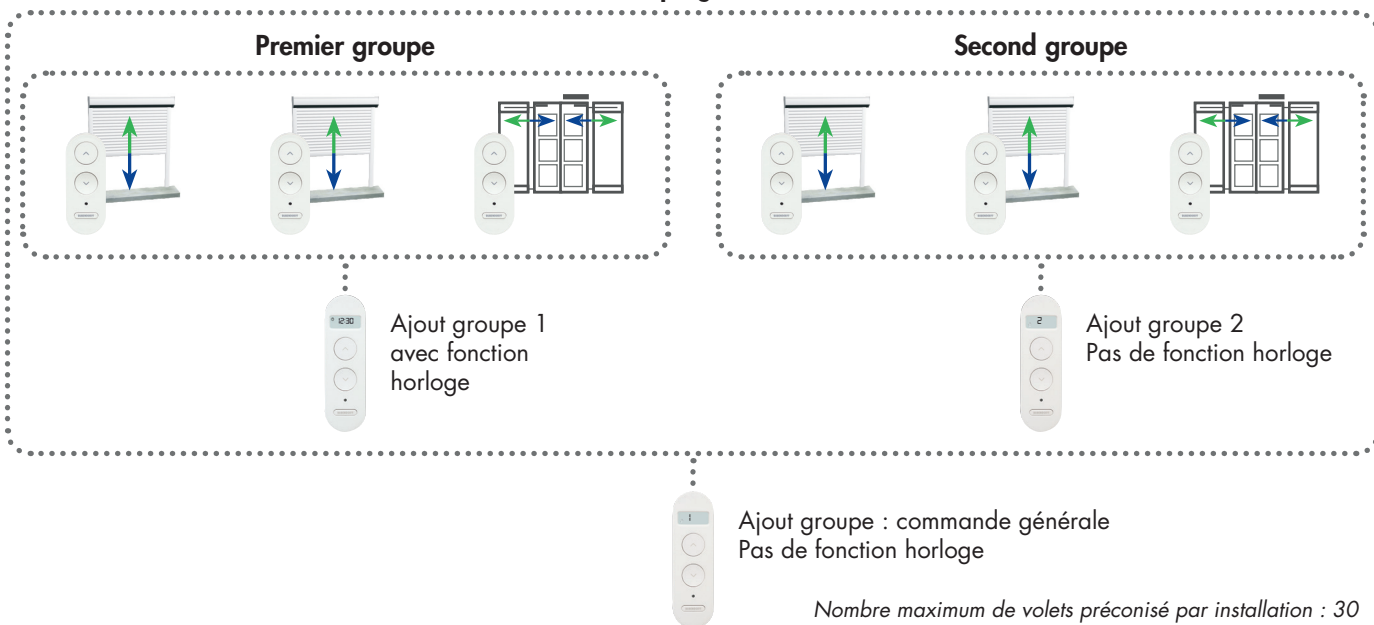 Premier groupe
Second groupe
12:30
Ajout groupe 1
avec fonction
horloge
2
Ajout groupe 2
Pas de fonction horloge
1
Ajout groupe : commande générale
Pas de fonction horloge
Nombre maximum de volets préconisé par installation : 30